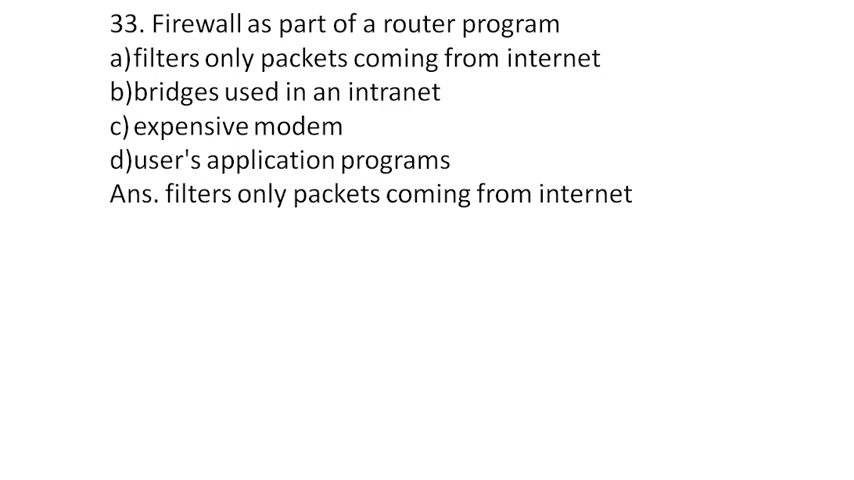 33. Firewall as part of a router program
a)filters only packets coming from internet
b)bridges used in an intranet
c) expensive modem
d)user's application programs
Ans. filters only packets coming from internet